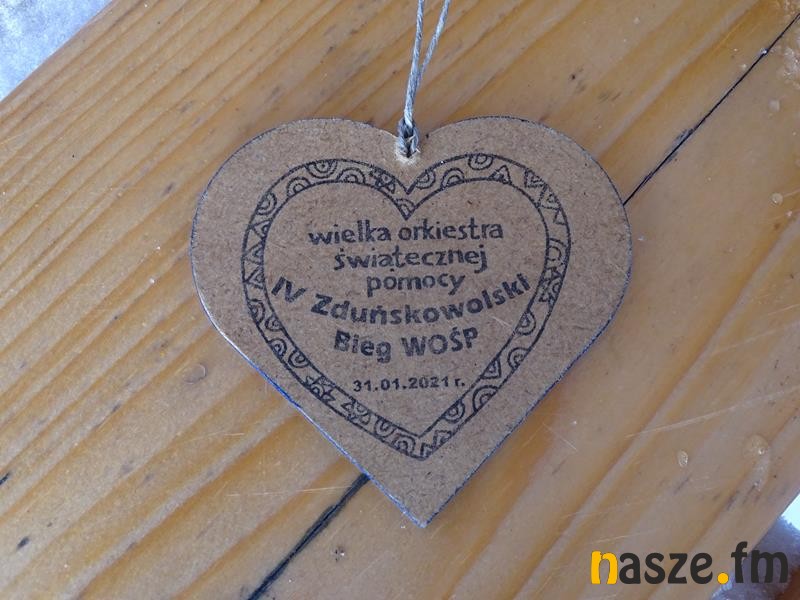 wielka orkiestra
świątecznej
pomocy
IV Zduńskowolski
Bieg WOŚP
31.01.2021 r.
nasze.fm